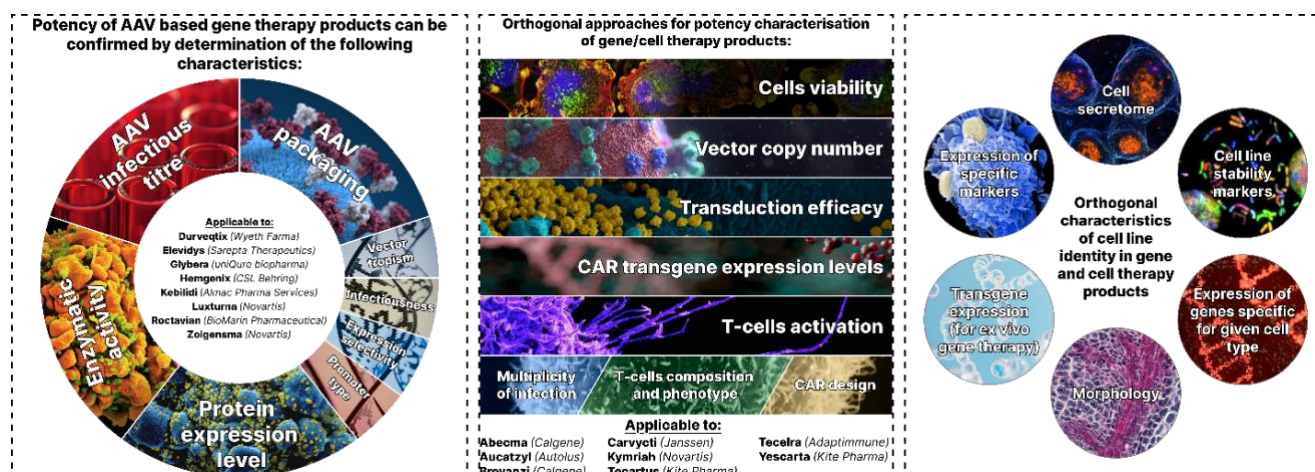 Potency of AAV based gene therapy products can be
confirmed by determination of the following
characteristics:
AAV
infectious
titre
AAV
packaging
Vector
tropism
Infectiousness
Expression
selectivity
Promoter
type
Protein
expression
level
Enzymatic
activity
Applicable to:
Durveqtix (Wyeth Farma)
Elevidys (Sarepta Therapeutics)
Glybera (uniQure biopharma)
Hemgenix (CSL Behring)
Kebilidi (Almac Pharma Services)
Luxturna (Novartis)
Roctavian (BioMarin Pharmaceutical)
Zolgensma (Novartis)
Orthogonal approaches for potency characterisation
of gene/cell therapy products:
Cells viability
Vector copy number
Transduction efficacy
CAR transgene expression levels
T-cells activation
Multiplicity
of infection
T-cells composition
and phenotype
CAR design
Applicable to:
Abecma (Calgene) Carvycti (Janssen) Tecelra (Adaptimmune)
Aucatzyl (Autolus) Kymriah (Novartis) Yescarta (Kite Pharma)
Breyanzi (Calgene) Tecartus (Kite Pharma)
Cell
secretome
Expression of
specific
markers
Cell line
stability
markers
Orthogonal
characteristics
of cell line
identity in gene
and cell therapy
products
Transgene
expression
(for ex vivo
gene therapy)
Expression of
genes specific
for given cell
type
Morphology